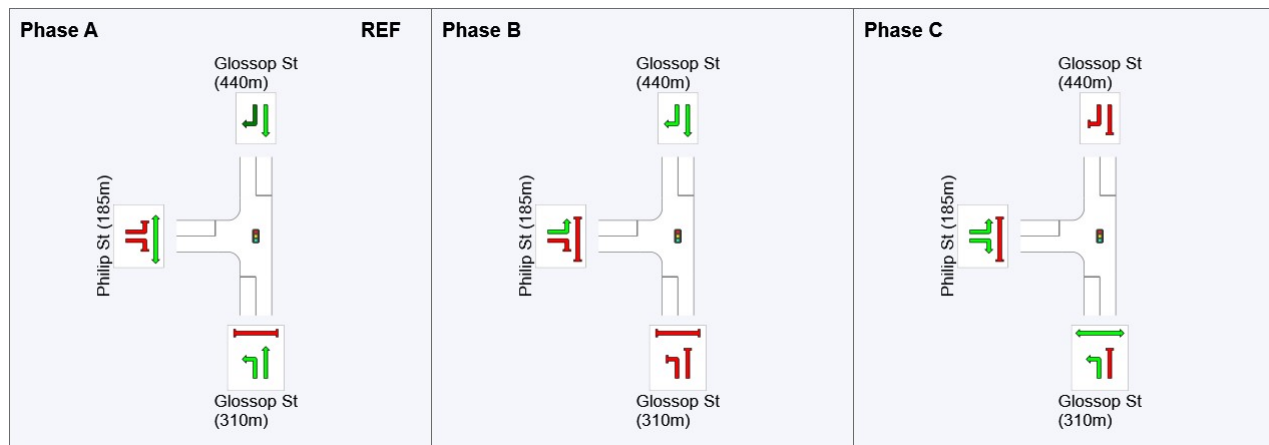 Phase A
REF
Glossop St
(440m)
Philip St (185m)
Glossop St
(310m)
Phase B
Glossop St
(440m)
Philip St (185m)
Glossop St
(310m)
Phase C
Glossop St
(440m)
Philip St (185m)
Glossop St
(310m)